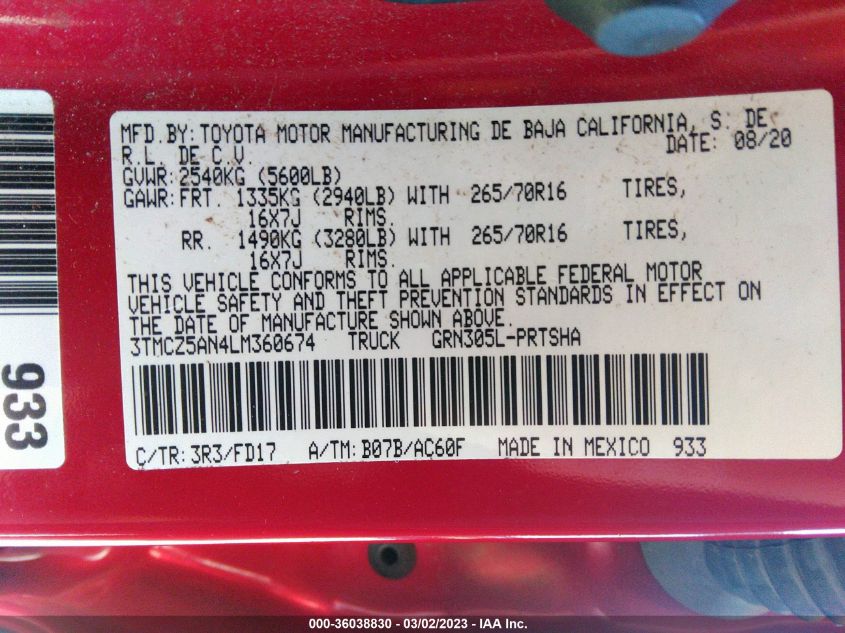 MFD.BY: TOYOTA MOTOR MANUFACTURING DE BAJA CALIFORNIA, S. DE
R.L. DE C.V. DATE: 08/20
GVWR: 2540KG (5600LB)
GAWR: FRT. 1335KG (2940LB) WITH 265/70R16 TIRES,
16X7J RIMS.
RR. 1490KG (3280LB) WITH 265/70R16 TIRES,
16X7J RIMS.
THIS VEHICLE CONFORMS TO ALL APPLICABLE FEDERAL MOTOR
VEHICLE SAFETY AND THEFT PREVENTION STANDARDS IN EFFECT ON
THE DATE OF MANUFACTURE SHOWN ABOVE.
3TMCZ5AN4LM360674 TRUCK GRN305L-PRTSHA
C/TR: 3R3/FD17 A/TM: B07B/AC60F MADE IN MEXICO 933
933
000-36038830 - 03/02/2023 - IAA Inc.